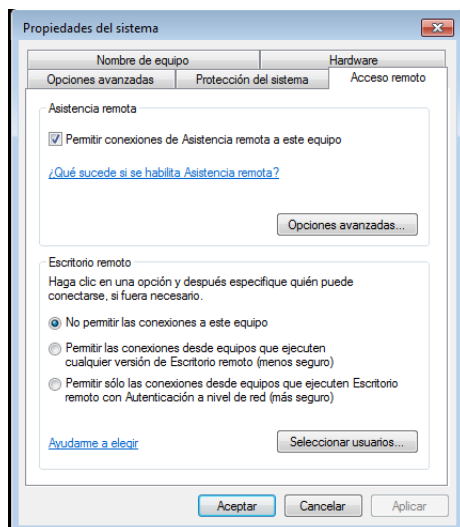 Propiedades del sistema
Nombre de equipo
Hardware
Opciones avanzadas
Protección del sistema
Acceso remoto
Asistencia remota
Permitir conexiones de Asistencia remota a este equipo
¿Qué sucede si se habilita Asistencia remota?
Opciones avanzadas...
Escritorio remoto
Haga clic en una opción y después especifique quién puede
conectarse, si fuera necesario.
No permitir las conexiones a este equipo
Permitir las conexiones desde equipos que ejecuten
cualquier versión de Escritorio remoto (menos seguro)
Permitir sólo las conexiones desde equipos que ejecuten Escritorio
remoto con Autenticación a nivel de red (más seguro)
Ayudarme a elegir
Seleccionar usuarios...
Aceptar
Cancelar
Aplicar